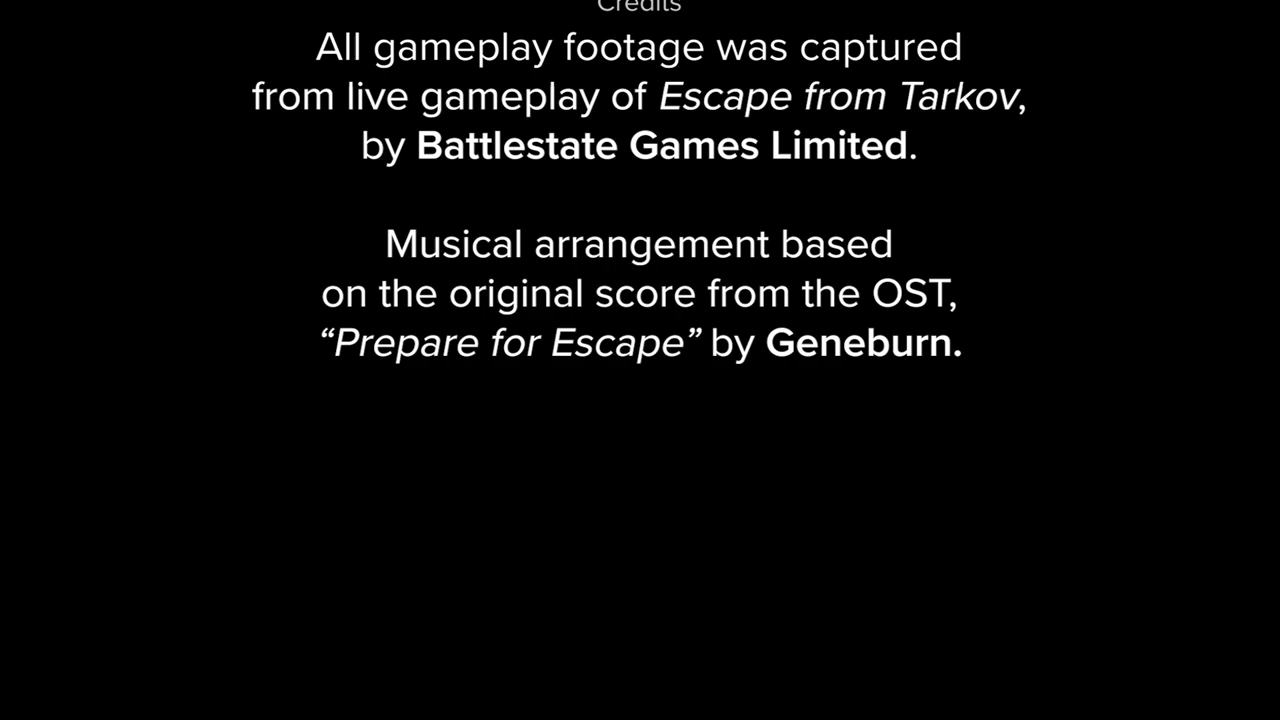 Credits
All gameplay footage was captured
from live gameplay of Escape from Tarkov,
by Battlestate Games Limited.
Musical arrangement based
on the original score from the OST,
“Prepare for Escape” by Geneburn.